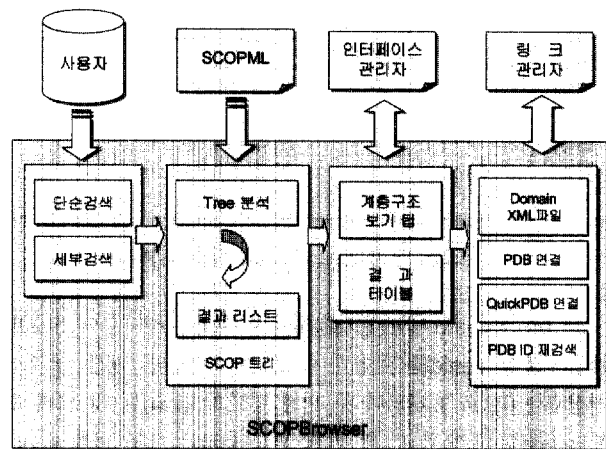 사용자
SCOPML
인터페이스
관리자
링 크
관리자
단순검색
세부검색
Tree 분석
결과 리스트
SCOP 트리
계층구조
보기 탭
결 과
테이블
Domain
XML파일
PDB 연결
QuickPDB 연결
PDB ID 재검색
SCOPBrowser